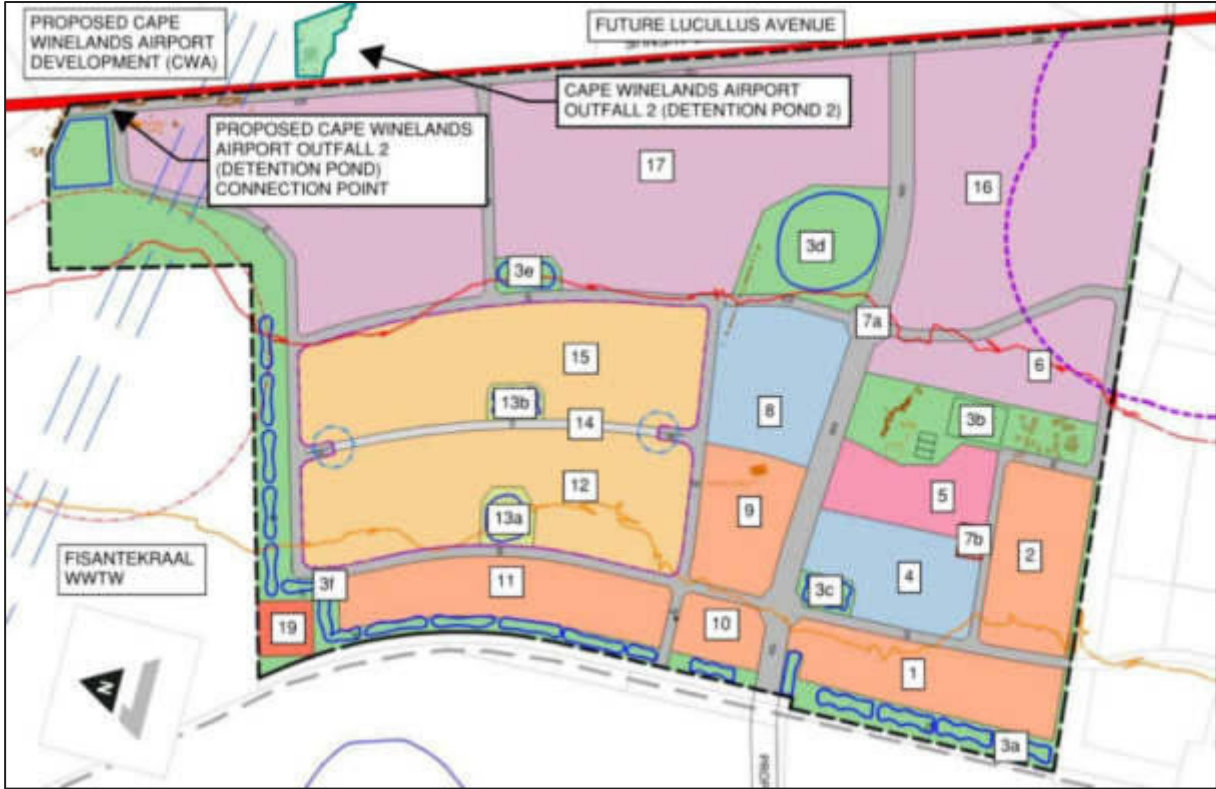 PROPOSED CAPE
WINELANDS AIRPORT
DEVELOPMENT (CWA)
FUTURE LUCULLUS AVENUE
CAPE WINELANDS AIRPORT
OUTFALL 2 (DETENTION POND 2)
PROPOSED CAPE WINELANDS
AIRPORT OUTFALL 2
(DETENTION POND)
CONNECTION POINT
17
16
3d
3e
7a
15
6
13b
8
14
3b
12
5
9
13a
7b
2
FISANTEKRAAL
WWTW
11
3f
3c
4
19
10
1
N
3a
PROP